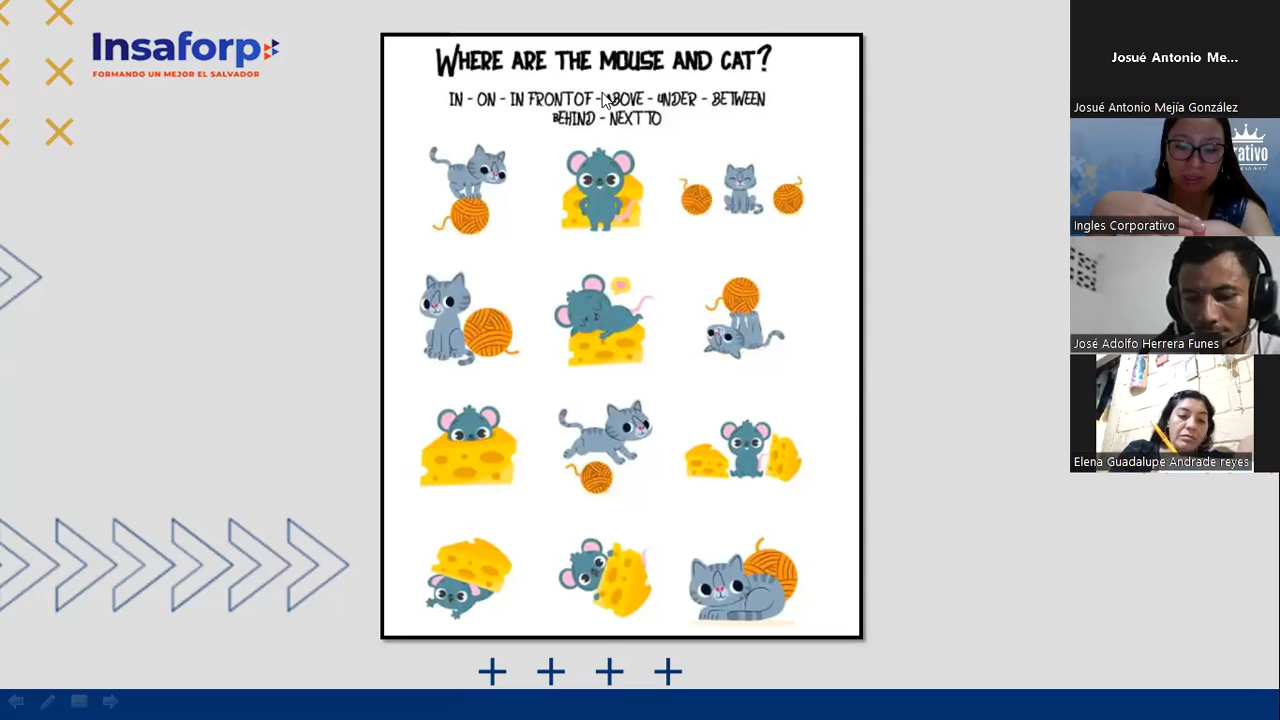 Insaforp
FORMANDO UN MEJOR EL SALVADOR
WHERE ARE THE MOUSE AND CAT?
IN - ON - IN FRONT OF - ABOVE - UNDER - BETWEEN
BEHIND - NEXT TO
Josué Antonio Me...
Josué Antonio Mejía González
rativo
Ingles Corporativo
José Adolfo Herrera Funes
Elena Guadalupe Andrade reyes